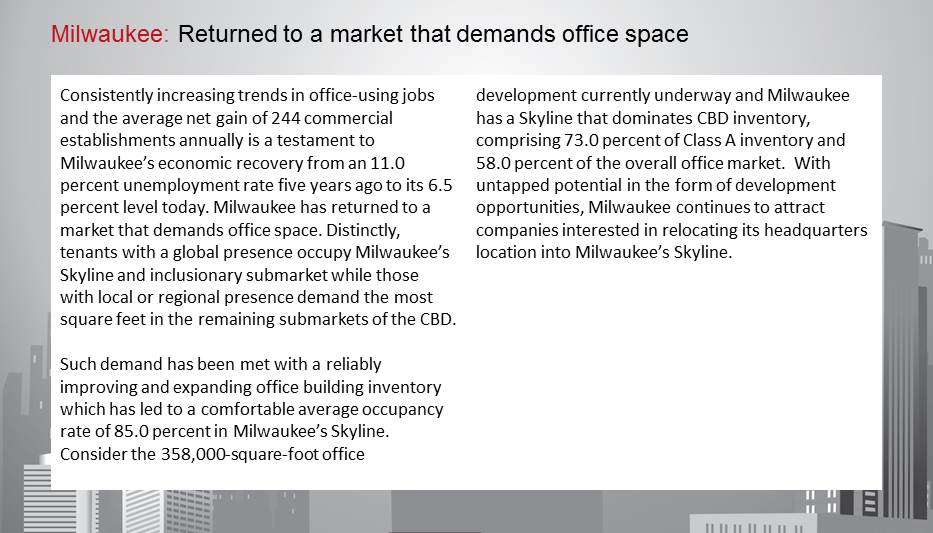 Milwaukee: Returned to a market that demands office space
Consistently increasing trends in office-using jobs
and the average net gain of 244 commercial
establishments annually is a testament to
Milwaukee’s economic recovery from an 11.0
percent unemployment rate five years ago to its 6.5
percent level today. Milwaukee has returned to a
market that demands office space. Distinctly,
tenants with a global presence occupy Milwaukee’s
Skyline and inclusionary submarket while those
with local or regional presence demand the most
square feet in the remaining submarkets of the CBD.
Such demand has been met with a reliably
improving and expanding office building inventory
which has led to a comfortable average occupancy
rate of 85.0 percent in Milwaukee’s Skyline.
Consider the 358,000-square-foot office
development currently underway and Milwaukee
has a Skyline that dominates CBD inventory,
comprising 73.0 percent of Class A inventory and
58.0 percent of the overall office market.  With
untapped potential in the form of development
opportunities, Milwaukee continues to attract
companies interested in relocating its headquarters
location into Milwaukee’s Skyline.